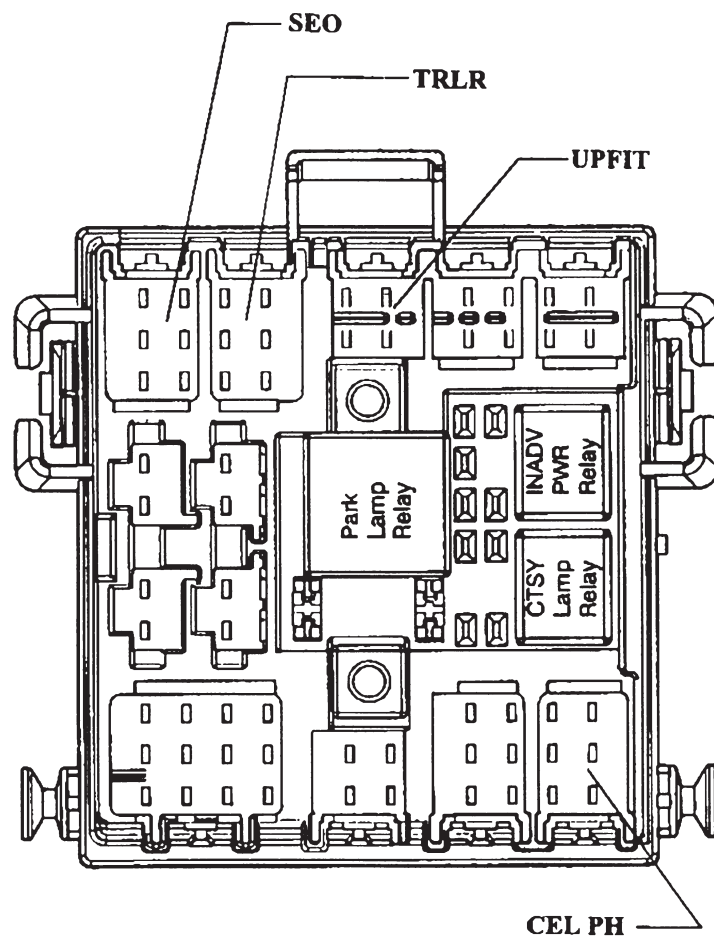 SEO
TRLR
UPFIT
Park
Lamp
Relay
INADV
PWR
Relay
CTSY
Lamp
Relay
CEL PH